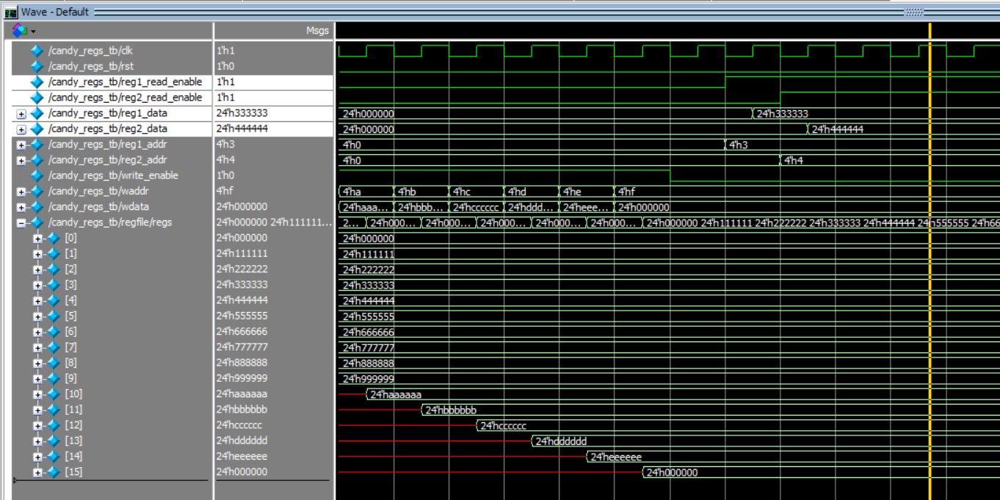 Wave - Default
Msgs
/candy_regs_tb/clk 1'h1
/candy_regs_tb/rst 1'h0
/candy_regs_tb/reg1_read_enable 1'h1
/candy_regs_tb/reg2_read_enable 1'h1
/candy_regs_tb/reg1_data 24'h333333 24'h000000 24'h333333
/candy_regs_tb/reg2_data 24'h444444 24'h000000 24'h444444
/candy_regs_tb/reg1_addr 4'h3 4'h0 4'h3
/candy_regs_tb/reg2_addr 4'h4 4'h0 4'h4
/candy_regs_tb/write_enable 1'h0
/candy_regs_tb/waddr 4'hf 4'ha 4'hb 4'hc 4'hd 4'he 4'hf
/candy_regs_tb/wdata 24'h000000 24'haaa... 24'hbbb... 24'hcccccc 24'hddd... 24'heee... 24'h000000
/candy_regs_tb/regfile/regs 24'h000000 24'h111111... 2... 24'h000... 24'h000... 24'h000... 24'h000... 24'h000... 24'h000000 24'h111111 24'h222222 24'h333333 24'h444444 24'h555555 24'h66
[0] 24'h000000 24'h000000
[1] 24'h111111 24'h111111
[2] 24'h222222 24'h222222
[3] 24'h333333 24'h333333
[4] 24'h444444 24'h444444
[5] 24'h555555 24'h555555
[6] 24'h666666 24'h666666
[7] 24'h777777 24'h777777
[8] 24'h888888 24'h888888
[9] 24'h999999 24'h999999
[10] 24'haaaaaa 24'haaaaaa
[11] 24'hbbbbbb 24'hbbbbbb
[12] 24'hcccccc 24'hcccccc
[13] 24'hdddddd 24'hdddddd
[14] 24'heeeeee 24'heeeeee
[15] 24'h000000 24'h000000